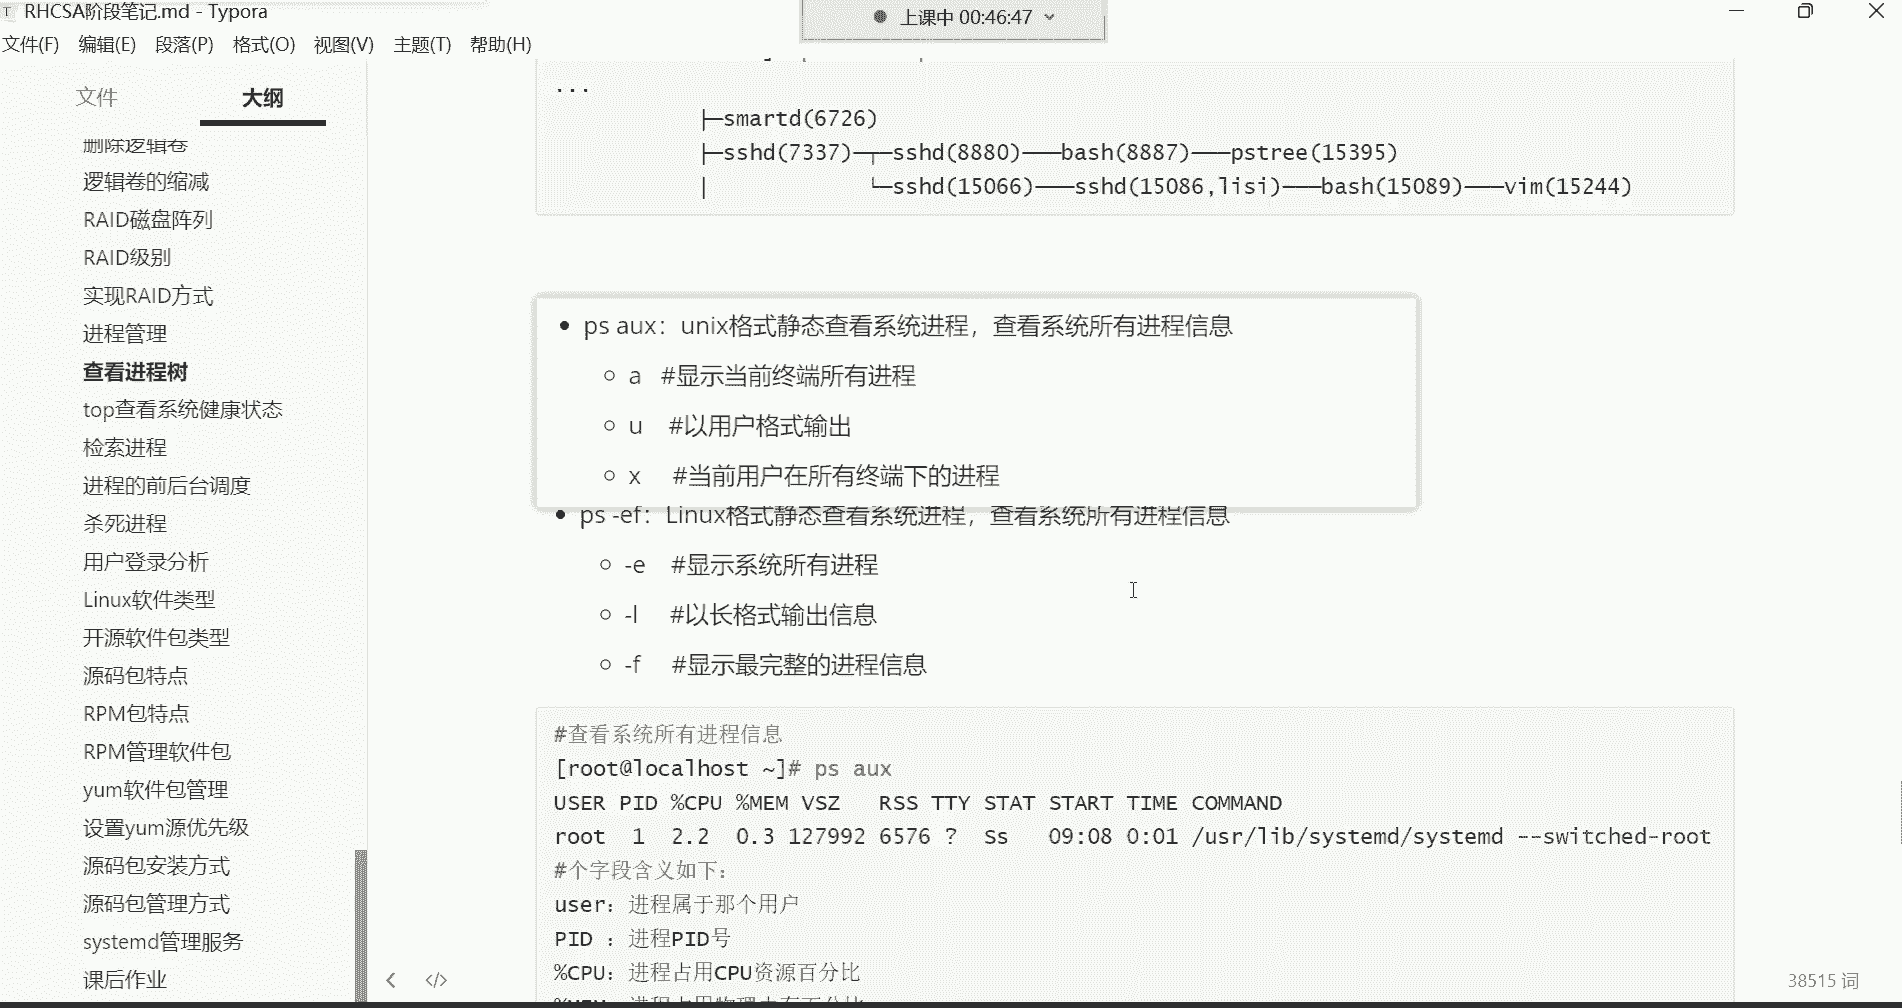 RHCSA阶段笔记.md - Typora
上课中 00:46:47
文件(F) 编辑(E) 段落(P) 格式(O) 视图(V) 主题(T) 帮助(H)
文件 大纲
删除逻辑卷
逻辑卷的缩减
RAID磁盘阵列
RAID级别
实现RAID方式
进程管理
查看进程树
top查看系统健康状态
检索进程
进程的前后台调度
杀死进程
用户登录分析
Linux软件类型
开源软件包类型
源码包特点
RPM包特点
RPM管理软件包
yum软件包管理
设置yum源优先级
源码包安装方式
源码包管理方式
systemd管理服务
课后作业
...
├─smartd(6726)
├─sshd(7337)─┬─sshd(8880)───bash(8887)───pstree(15395)
│ └─sshd(15066)───sshd(15086,lisi)───bash(15089)───vim(15244)
ps aux：unix格式静态查看系统进程，查看系统所有进程信息
a #显示当前终端所有进程
u #以用户格式输出
x #当前用户在所有终端下的进程
ps -ef：Linux格式静态查看系统进程，查看系统所有进程信息
-e #显示系统所有进程
-l #以长格式输出信息
-f #显示最完整的进程信息
#查看系统所有进程信息
[root@localhost ~]# ps aux
USER PID %CPU %MEM VSZ RSS TTY STAT START TIME COMMAND
root 1 2.2 0.3 127992 6576 ? Ss 09:08 0:01 /usr/lib/systemd/systemd --switched-root
#个字段含义如下：
user：进程属于那个用户
PID ：进程PID号
%CPU：进程占用CPU资源百分比
%MEM：进程占用物理内存百分比
38515 词